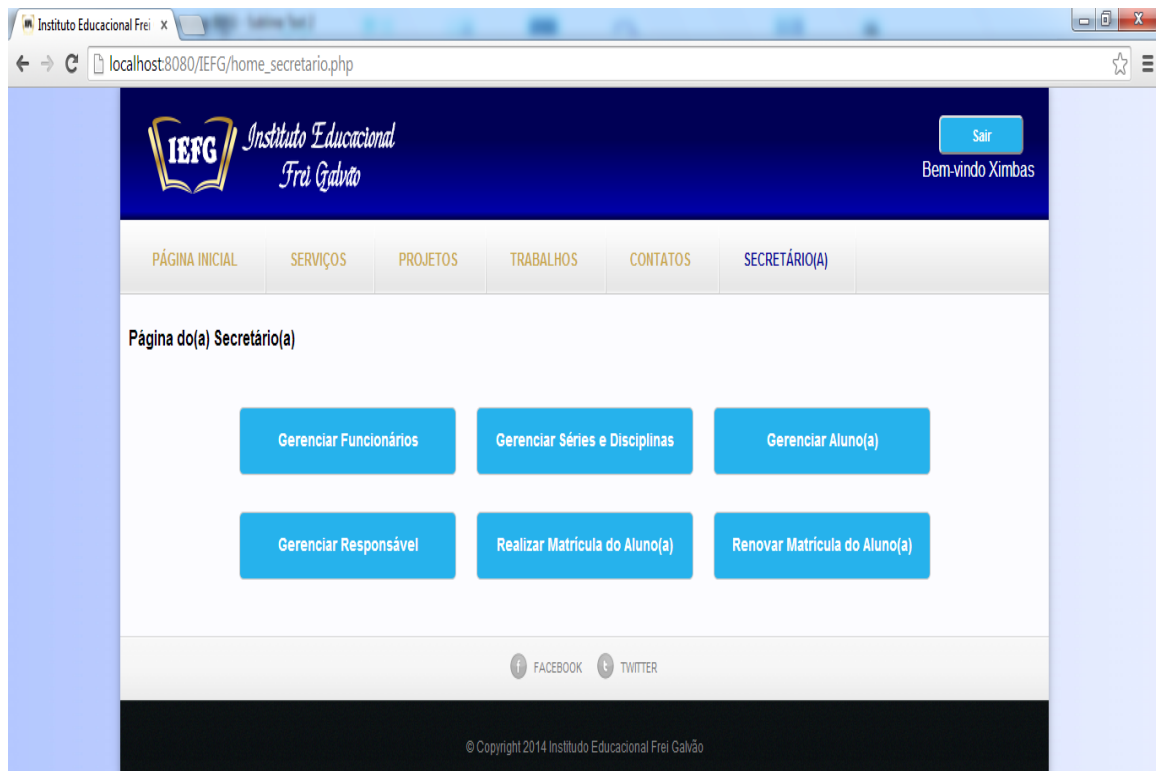 Instituto Educacional Frei
localhost:8080/IEFG/home_secretario.php
IEFG
Instituto Educacional
Frei Galvão
Sair
Bem-vindo Ximbas
PÁGINA INICIAL SERVIÇOS PROJETOS TRABALHOS CONTATOS SECRETÁRIO(A)
Página do(a) Secretário(a)
Gerenciar Funcionários Gerenciar Séries e Disciplinas Gerenciar Aluno(a)
Gerenciar Responsável Realizar Matrícula do Aluno(a) Renovar Matrícula do Aluno(a)
FACEBOOK TWITTER
© Copyright 2014 Institudo Educacional Frei Galvão